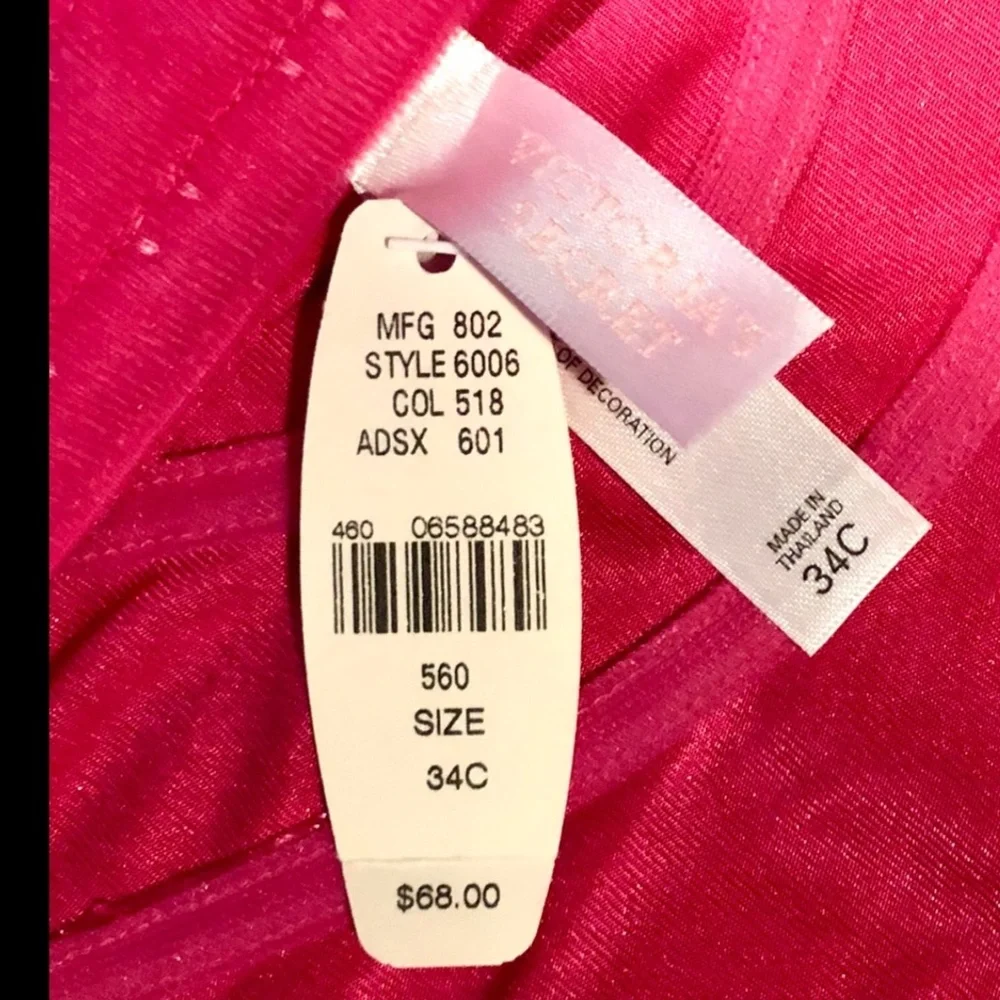 VICTORIA'S
SECRET
MFG 802
STYLE 6006
COL 518
ADSX 601
460 06588483
560
SIZE
34C
$68.00
OF DECORATION
MADE IN
THAILAND
34C